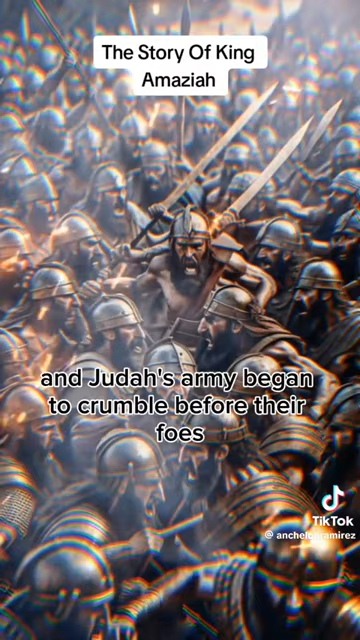 The Story Of King
Amaziah
and Judah's army began
to crumble before their
foes
TikTok